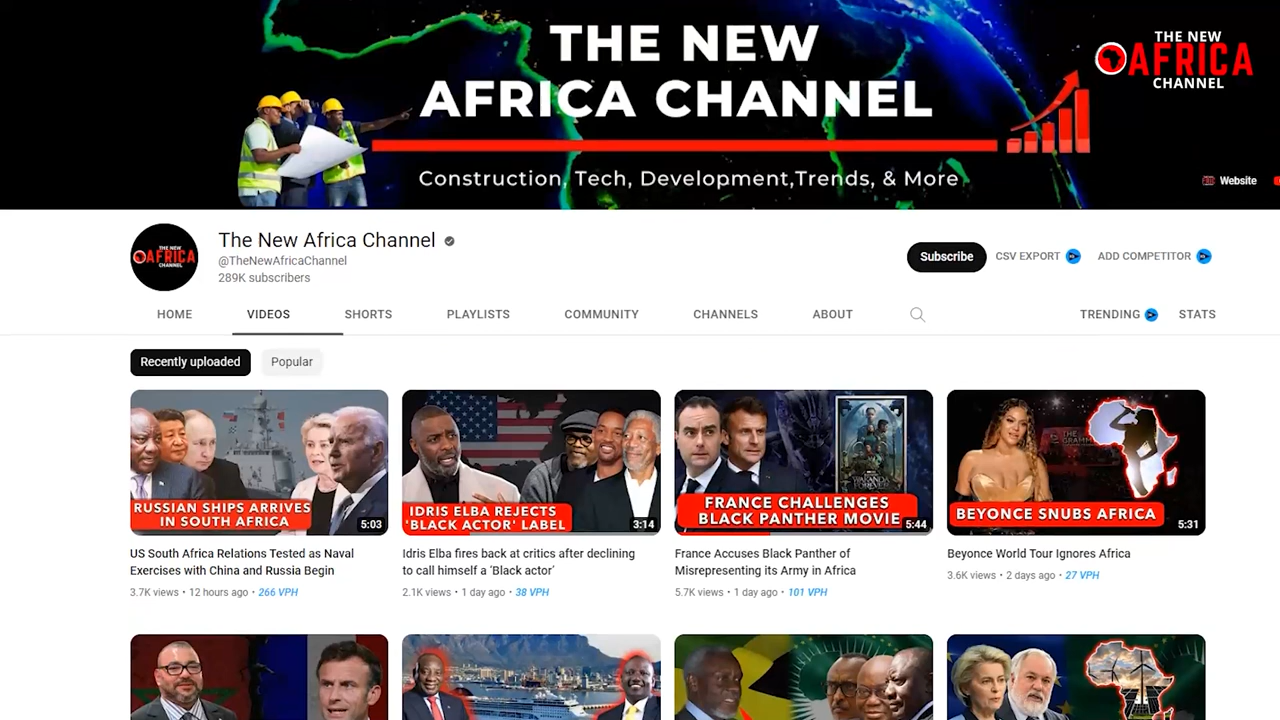 THE NEW
AFRICA CHANNEL
Construction, Tech, Development,Trends, & More
THE NEW
AFRICA
CHANNEL
Website
THE NEW
AFRICA
CHANNEL
The New Africa Channel
@TheNewAfricaChannel
289K subscribers
Subscribe
CSV EXPORT
ADD COMPETITOR
HOME
VIDEOS
SHORTS
PLAYLISTS
COMMUNITY
CHANNELS
ABOUT
TRENDING
STATS
Recently uploaded
Popular
RUSSIAN SHIPS ARRIVES
IN SOUTH AFRICA
5:03
US South Africa Relations Tested as Naval
Exercises with China and Russia Begin
3.7K views • 12 hours ago • 266 VPH
IDRIS ELBA REJECTS
'BLACK ACTOR' LABEL
3:14
Idris Elba fires back at critics after declining
to call himself a ‘Black actor’
2.1K views • 1 day ago • 38 VPH
WAKANDA
FOREVER
FRANCE CHALLENGES
BLACK PANTHER MOVIE
5:44
France Accuses Black Panther of
Misrepresenting its Army in Africa
5.7K views • 1 day ago • 101 VPH
BEYONCE SNUBS AFRICA
5:31
Beyonce World Tour Ignores Africa
3.6K views • 2 days ago • 27 VPH